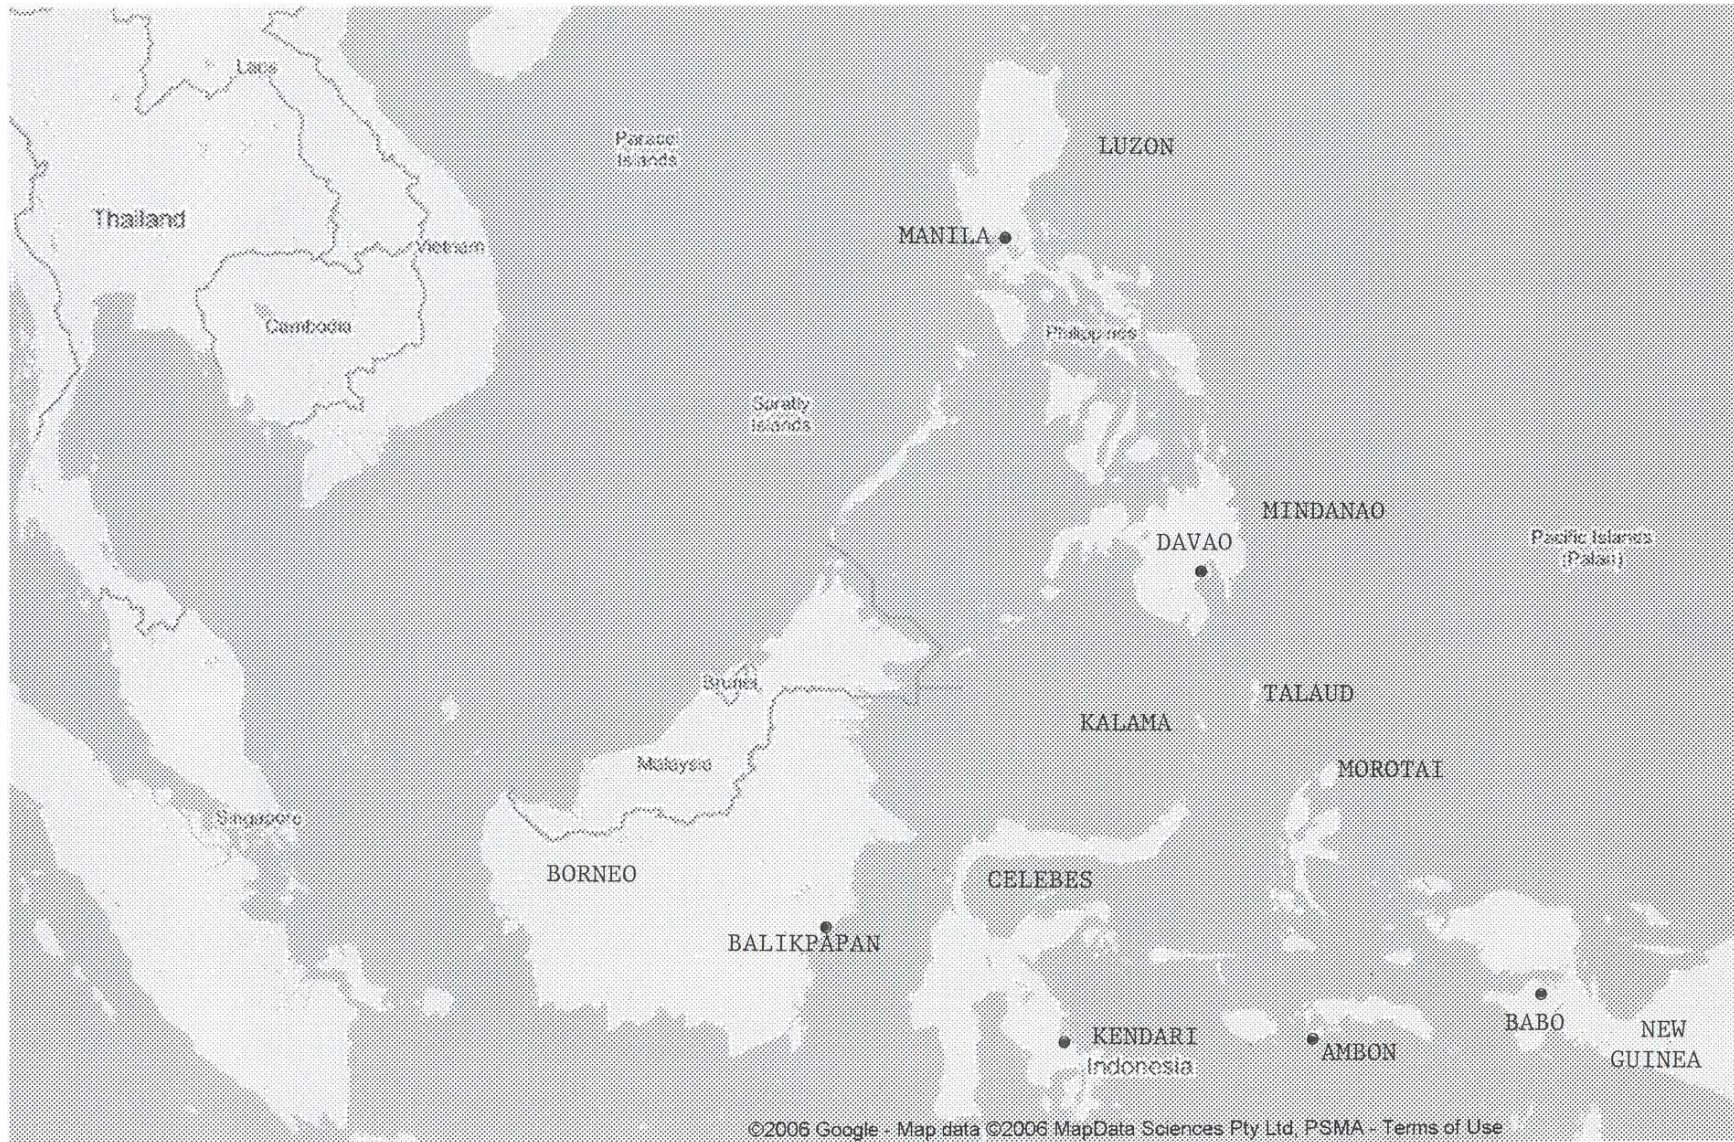 Laos
Paracel
Islands
LUZON
Thailand
MANILA
Vietnam
Cambodia
Philippines
Spratly
Islands
MINDANAO
DAVAO
Pacific Islands
(Palau)
Brunei
TALAUD
KALAMA
Malaysia
MOROTAI
Singapore
BORNEO
CELEBES
BALIKPAPAN
BABO
KENDARI
Indonesia
AMBON
NEW
GUINEA
©2006 Google - Map data ©2006 MapData Sciences Pty Ltd, PSMA - Terms of Use